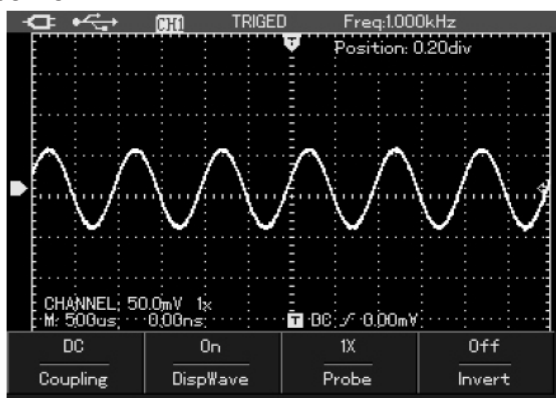 CH1 TRIGED Freq:1.000kHz
T
Position: 0.20div
CHANNEL: 50.0mV 1x
M: 500us: 0.00ns: T DC: 0.00mV
DC On 1X Off
Coupling DispWave Probe Invert